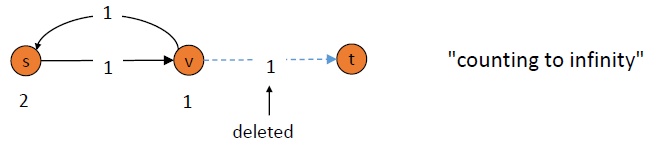 1
s
1
v
1
t
"counting to infinity"
2
1
deleted